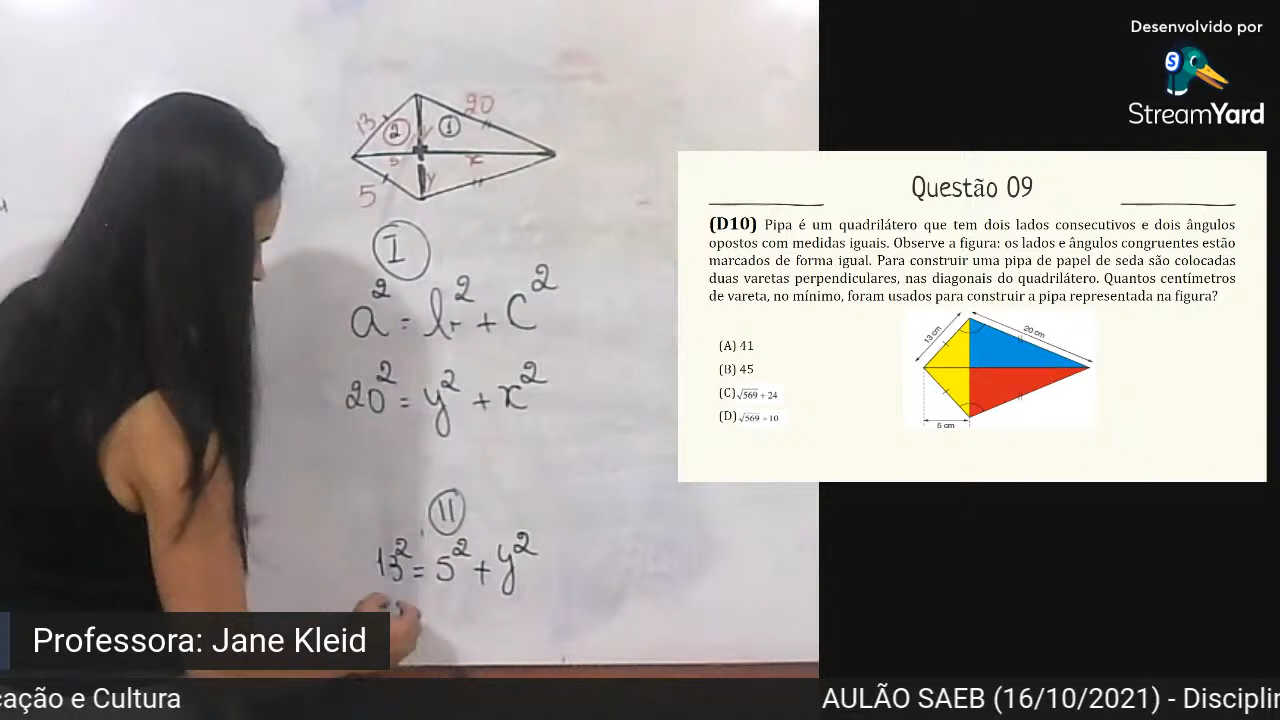 Desenvolvido por
S
StreamYard
13
20
2
1
y
5
x
5
y
I
a² = b² + c²
20² = y² + x²
II
13² = 5² + y²
Questão 09
(D10) Pipa é um quadrilátero que tem dois lados consecutivos e dois ângulos
opostos com medidas iguais. Observe a figura: os lados e ângulos congruentes estão
marcados de forma igual. Para construir uma pipa de papel de seda são colocadas
duas varetas perpendiculares, nas diagonais do quadrilátero. Quantos centímetros
de vareta, no mínimo, foram usados para construir a pipa representada na figura?
(A) 41
(B) 45
(C) √569 + 24
(D) √569 + 10
13 cm
20 cm
5 cm
Professora: Jane Kleid
cação e Cultura
AULÃO SAEB (16/10/2021) - Disciplin